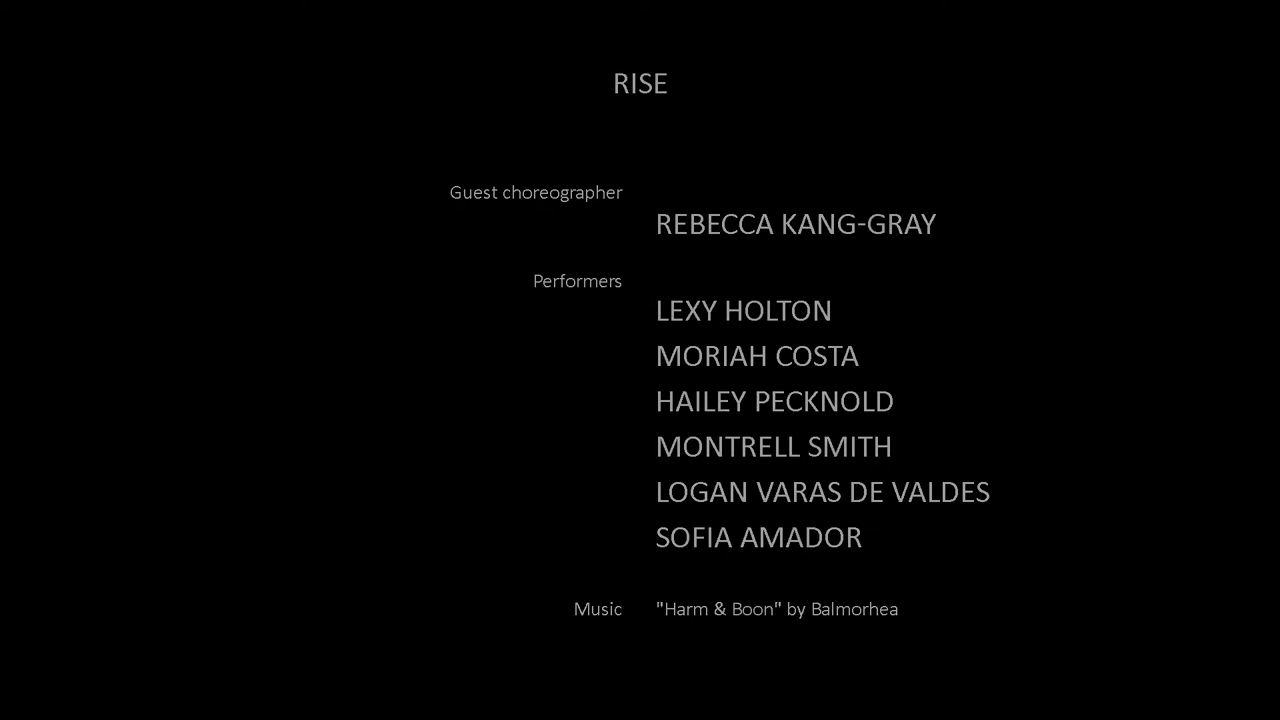 RISE
Guest choreographer
REBECCA KANG-GRAY
Performers
LEXY HOLTON
MORIAH COSTA
HAILEY PECKNOLD
MONTRELL SMITH
LOGAN VARAS DE VALDES
SOFIA AMADOR
Music "Harm & Boon" by Balmorhea